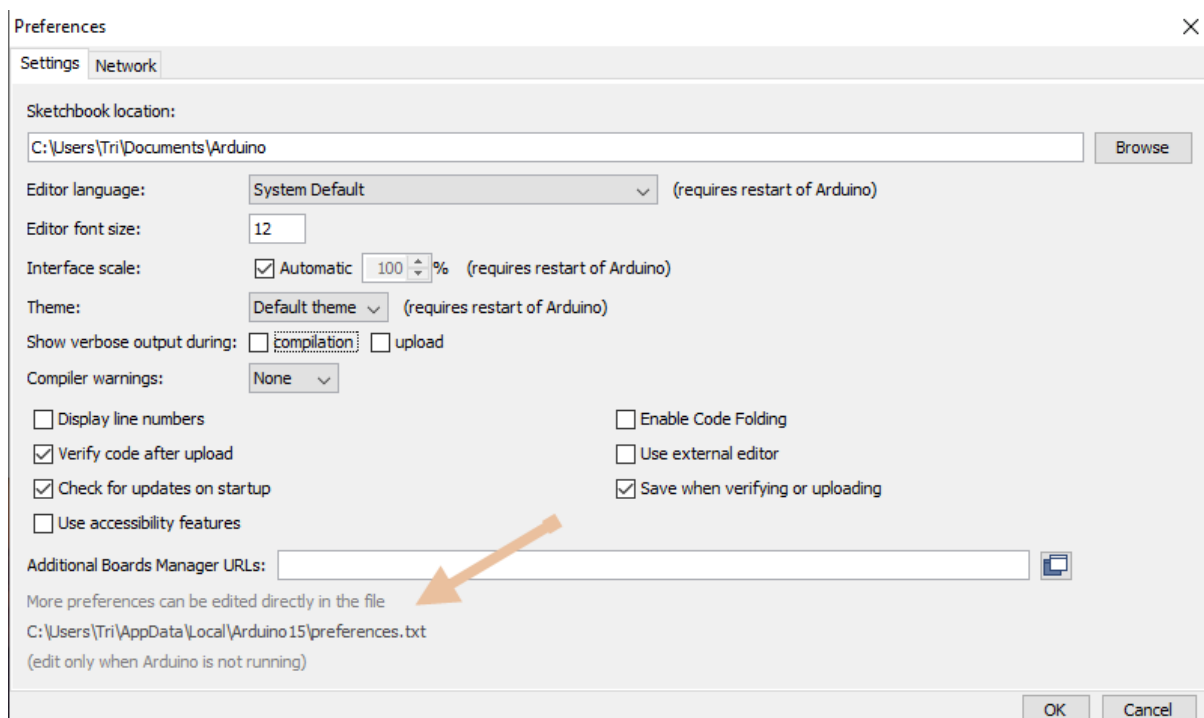 Preferences
Settings Network
Sketchbook location:
C:\Users\Tri\Documents\Arduino Browse
Editor language: System Default (requires restart of Arduino)
Editor font size: 12
Interface scale: Automatic 100 % (requires restart of Arduino)
Theme: Default theme (requires restart of Arduino)
Show verbose output during: compilation upload
Compiler warnings: None
Display line numbers Enable Code Folding
Verify code after upload Use external editor
Check for updates on startup Save when verifying or uploading
Use accessibility features
Additional Boards Manager URLs:
More preferences can be edited directly in the file
C:\Users\Tri\AppData\Local\Arduino15\preferences.txt
(edit only when Arduino is not running)
OK Cancel